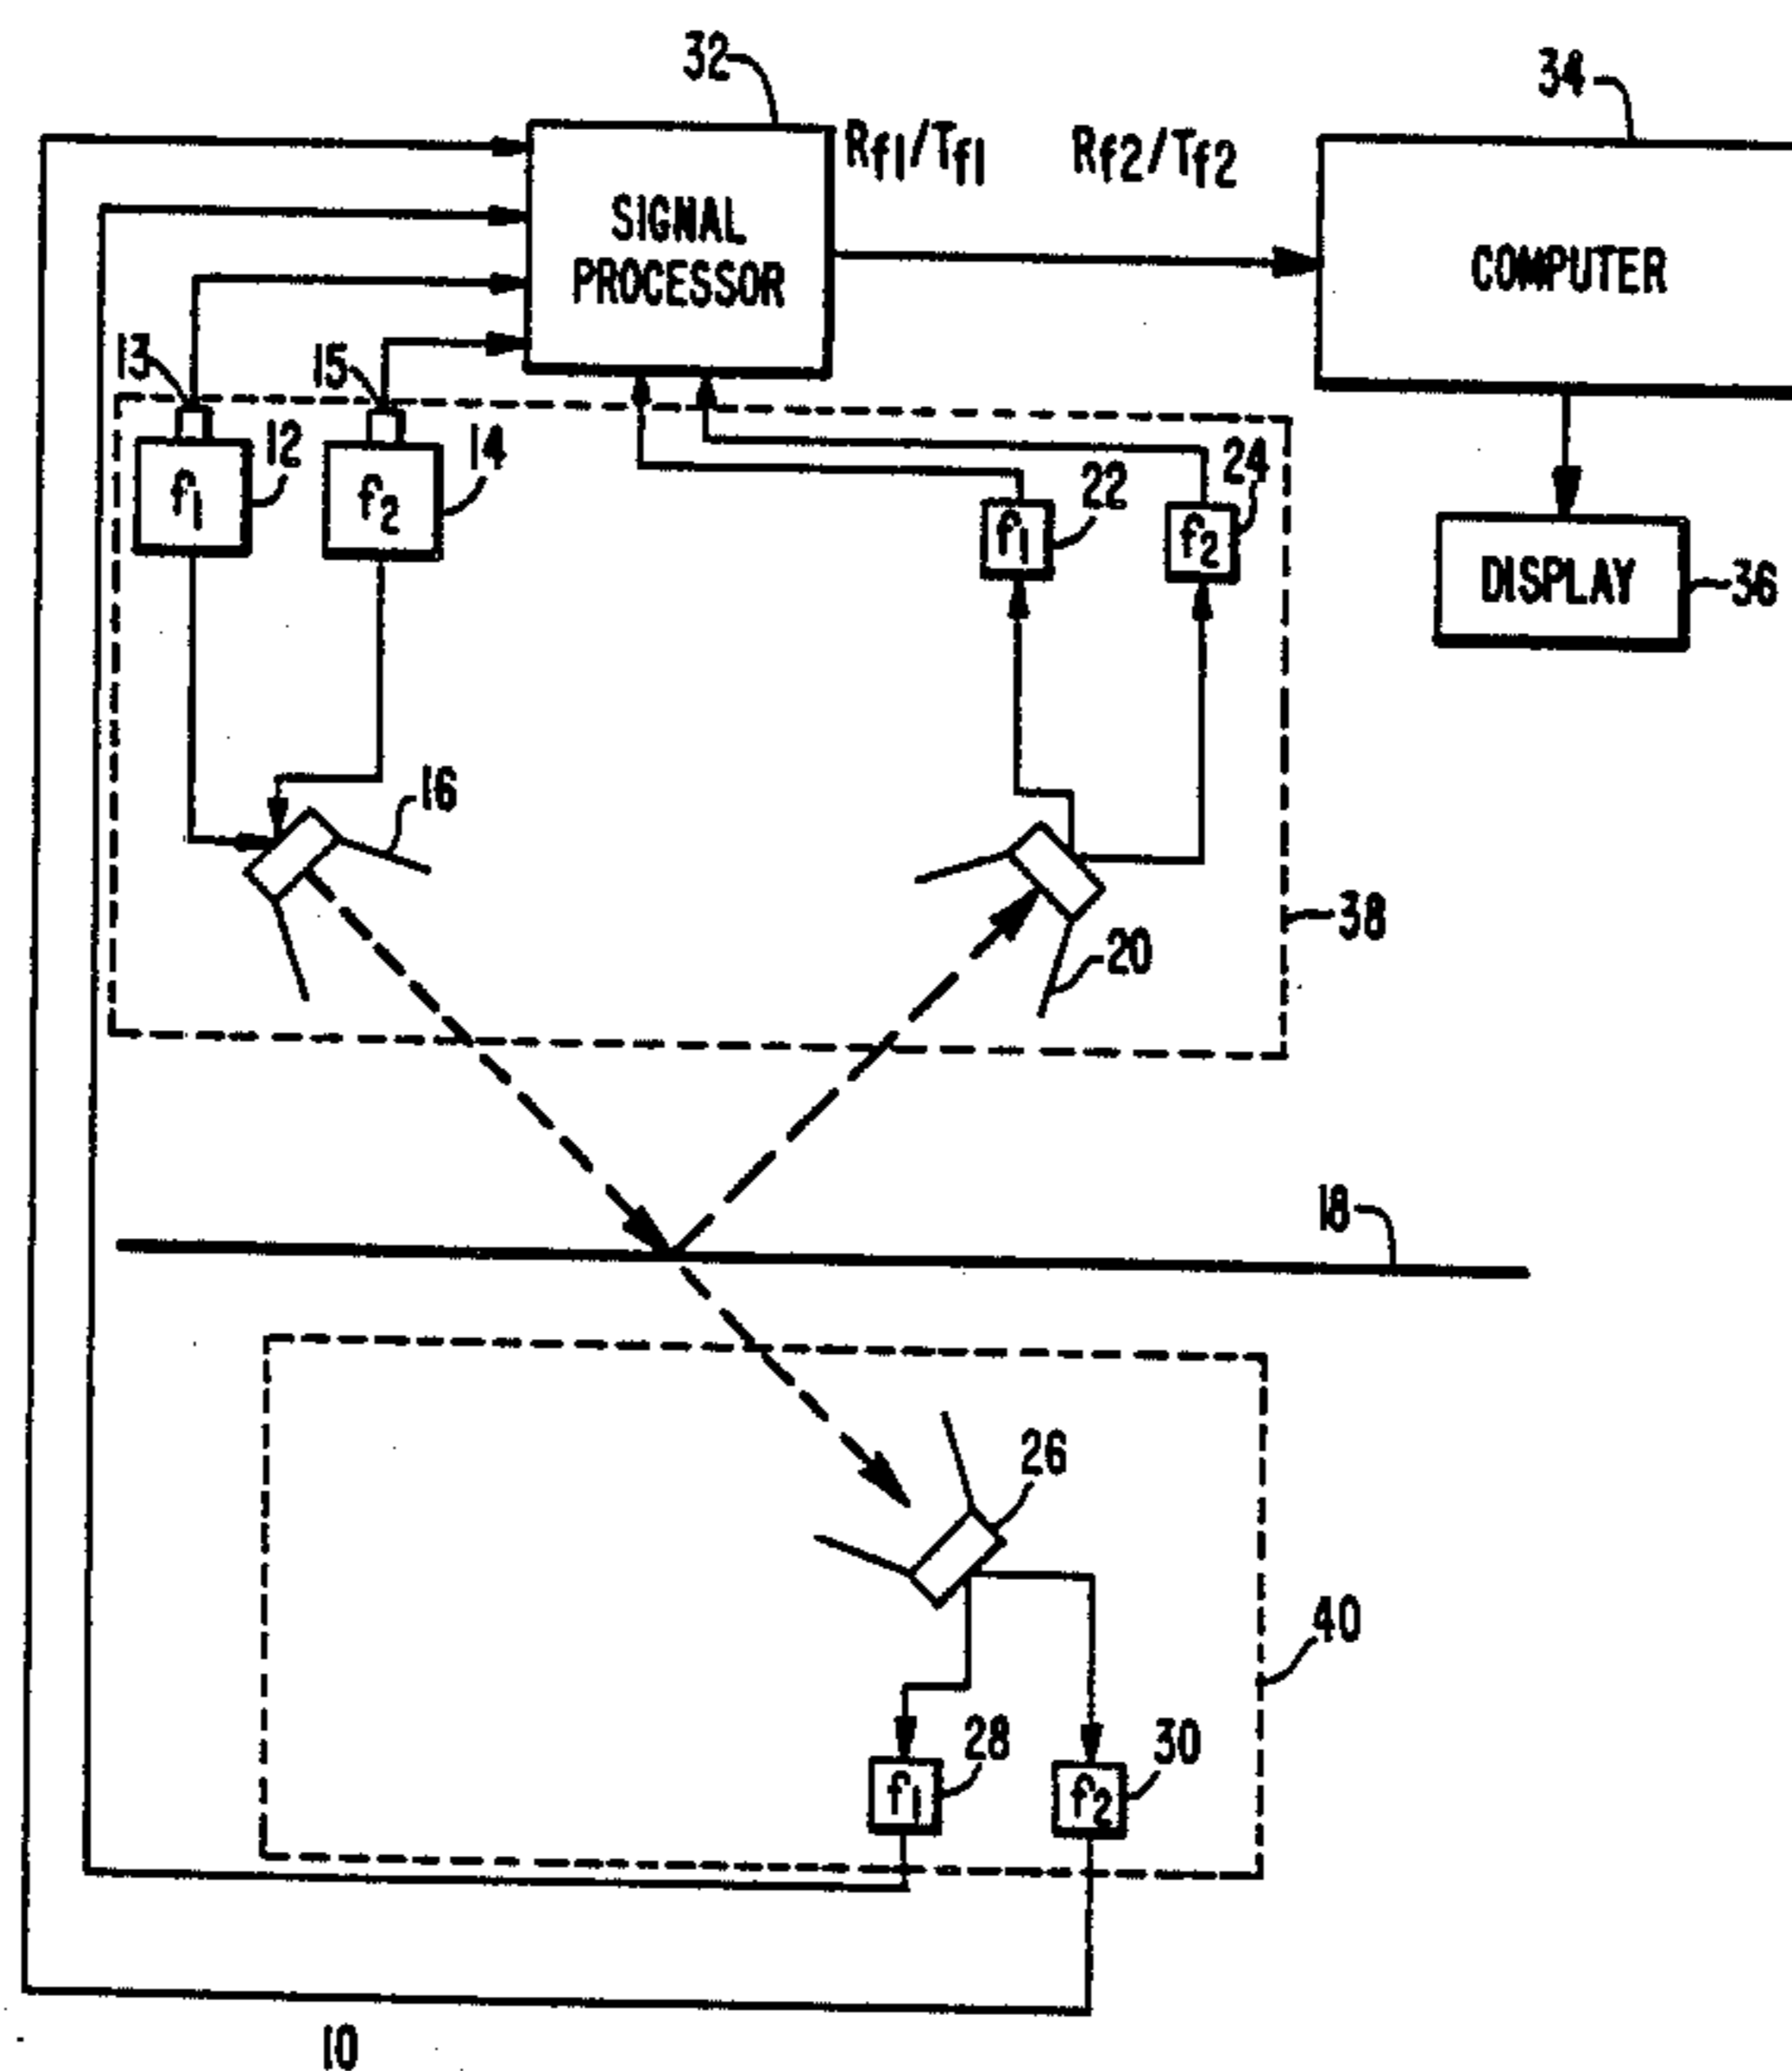 32
34
Rf1/Tf1
Rf2/Tf2
SIGNAL
PROCESSOR
COMPUTER
13
15
12
14
f1
f2
22
24
f1
f2
DISPLAY
36
16
38
20
18
26
40
28
30
f1
f2
10